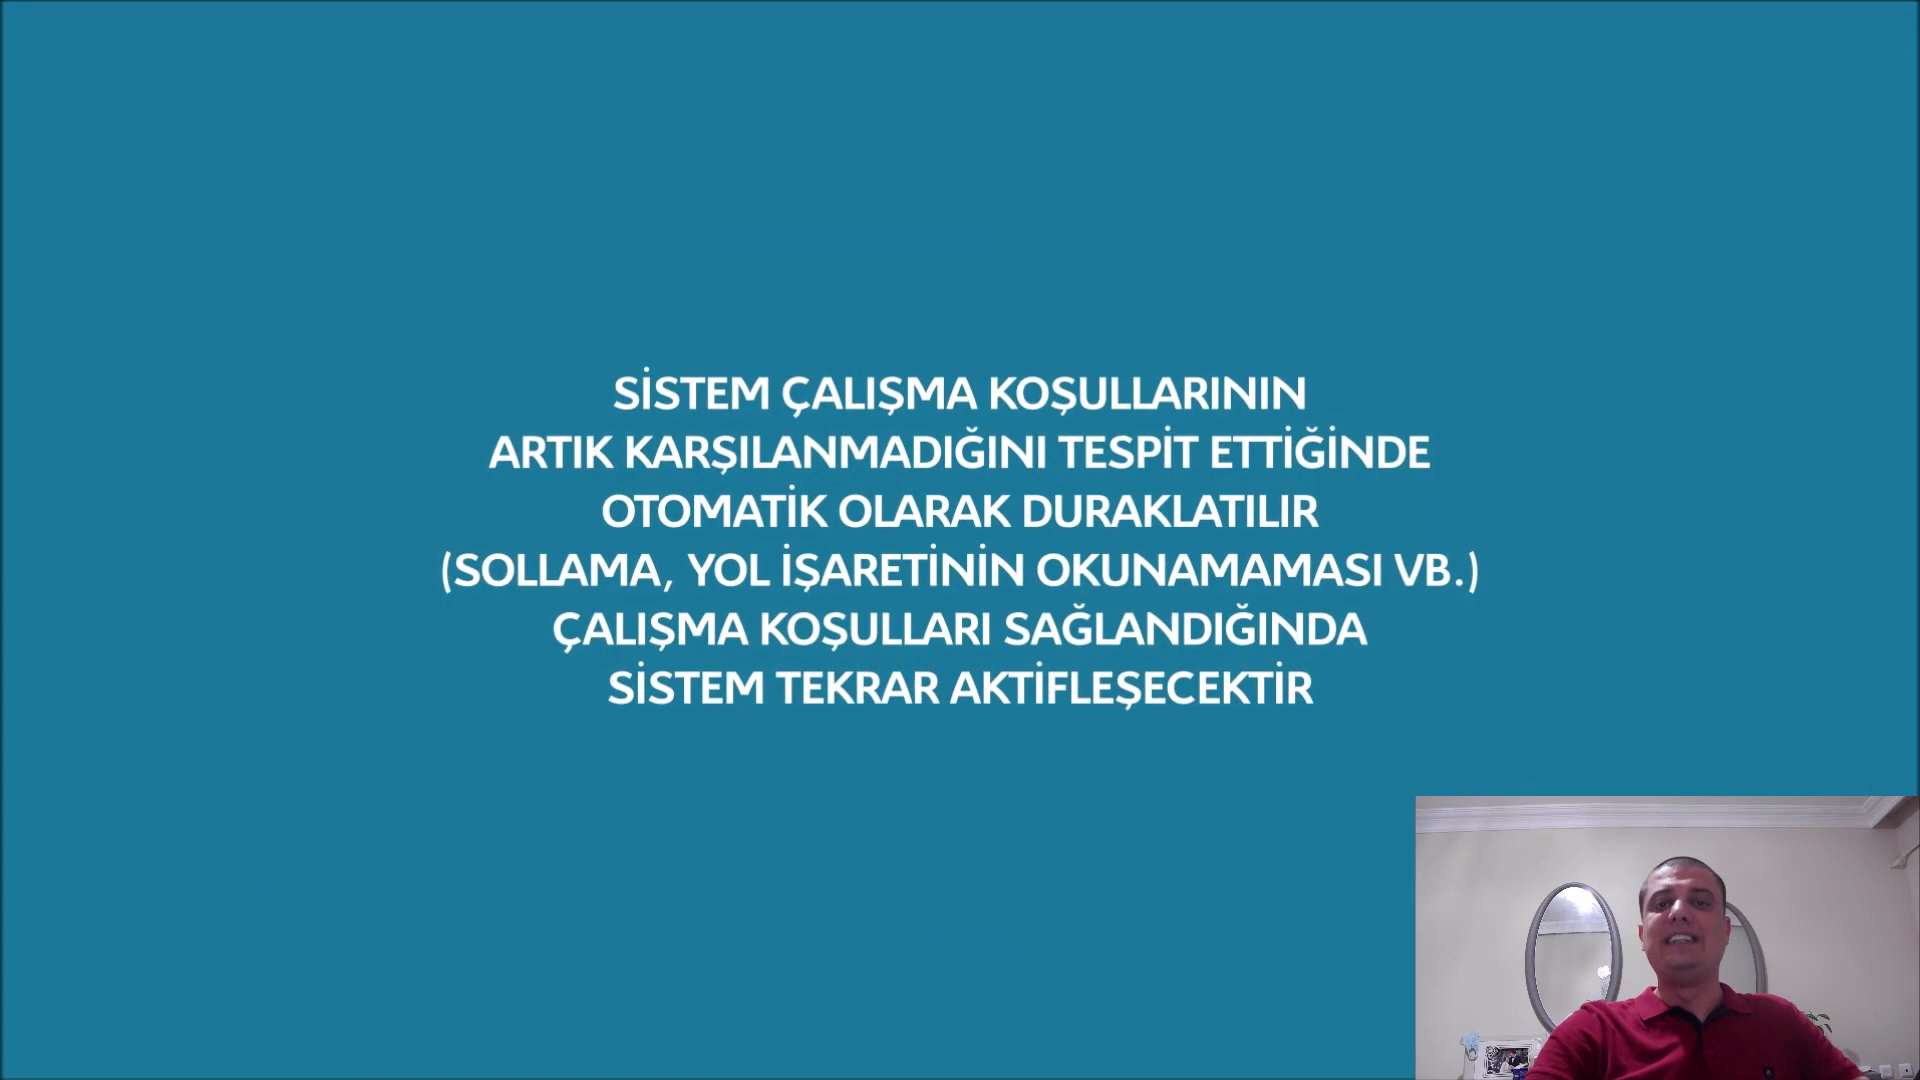 SİSTEM ÇALIŞMA KOŞULLARININ
ARTIK KARŞILANMADIĞINI TESPİT ETTİĞİNDE
OTOMATİK OLARAK DURAKLATILIR
(SOLLAMA, YOL İŞARETİNİN OKUNAMAMASI VB.)
ÇALIŞMA KOŞULLARI SAĞLANDIĞINDA
SİSTEM TEKRAR AKTİFLEŞECEKTİR